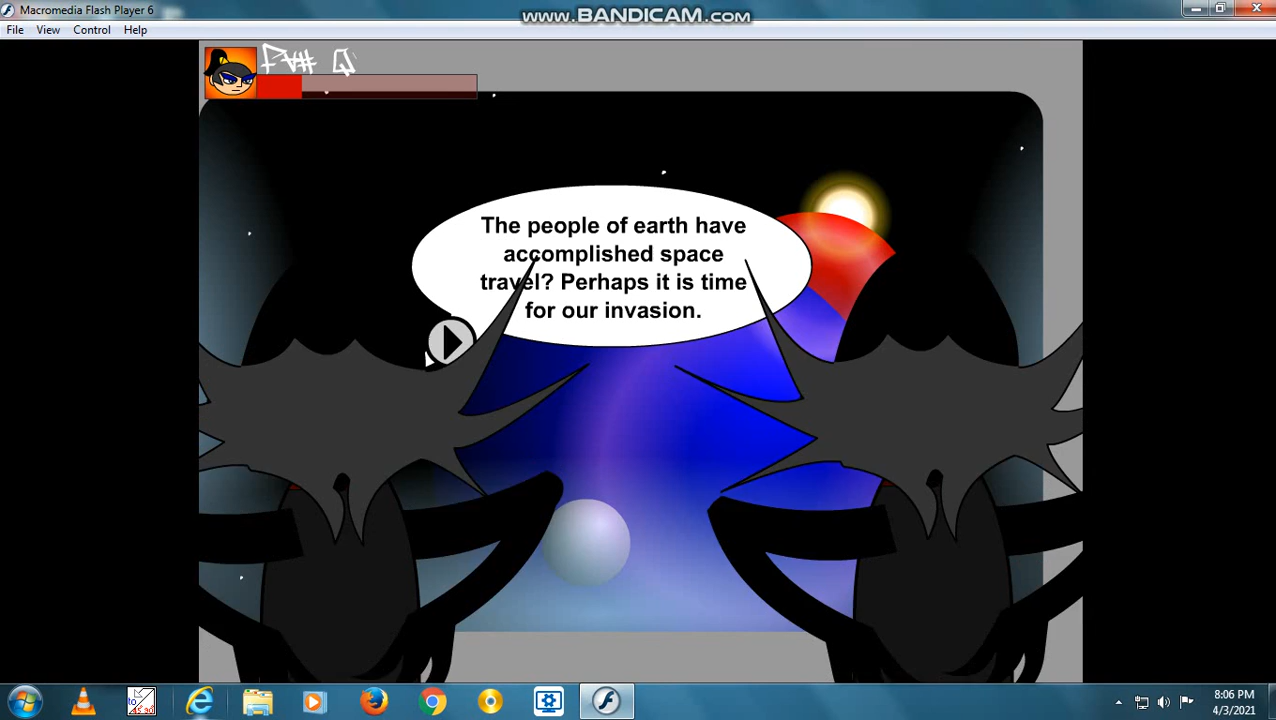 Macromedia Flash Player 6
www.BANDICAM.com
File View Control Help
The people of earth have
accomplished space
travel? Perhaps it is time
for our invasion.
8:06 PM
4/3/2021